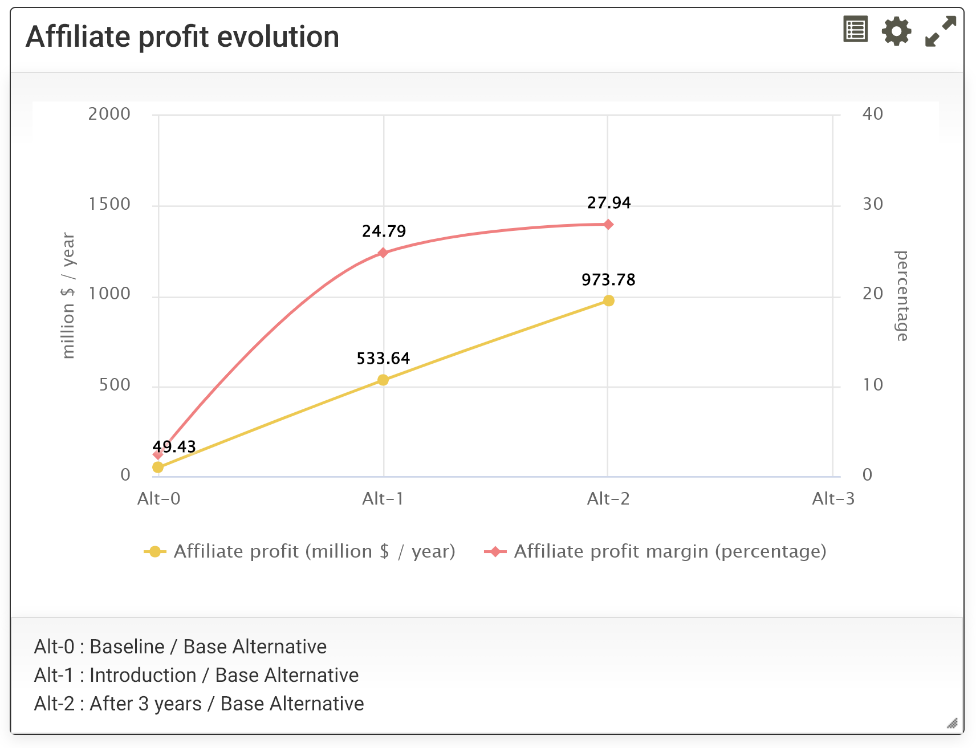 Affiliate profit evolution
2000
40
1500
30
27.94
24.79
973.78
million $ / year
percentage
1000
20
533.64
500
10
49.43
0
0
Alt-0
Alt-1
Alt-2
Alt-3
Affiliate profit (million $ / year)
Affiliate profit margin (percentage)
Alt-0 : Baseline / Base Alternative
Alt-1 : Introduction / Base Alternative
Alt-2 : After 3 years / Base Alternative